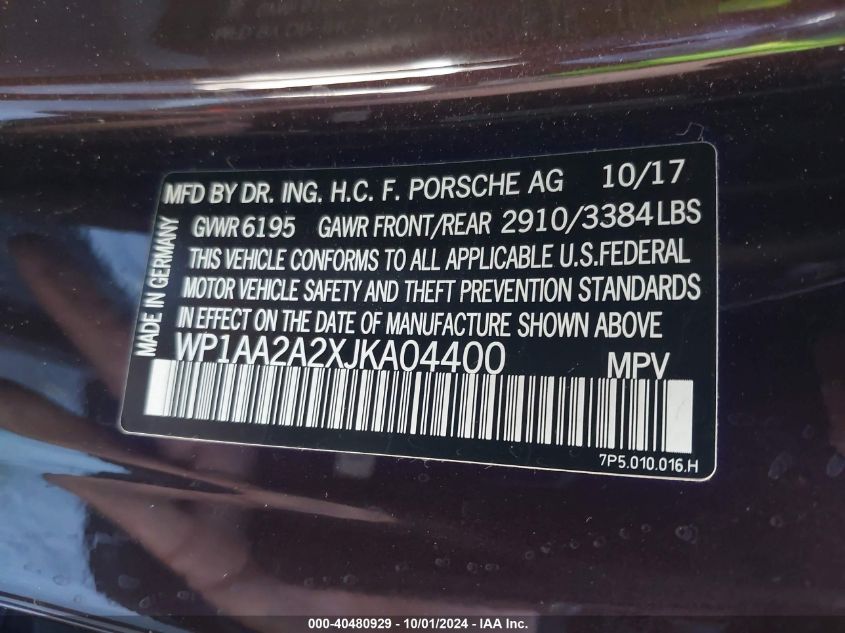 MFD BY DR. ING. H.C. F. PORSCHE AG 10/17
GVWR 6195 GAWR FRONT/REAR 2910/3384 LBS
THIS VEHICLE CONFORMS TO ALL APPLICABLE U.S.FEDERAL
MOTOR VEHICLE SAFETY AND THEFT PREVENTION STANDARDS
IN EFFECT ON THE DATE OF MANUFACTURE SHOWN ABOVE
WP1AA2A2XJKA04400 MPV
MADE IN GERMANY
7P5.010.016.H
000-40480929 - 10/01/2024 - IAA Inc.